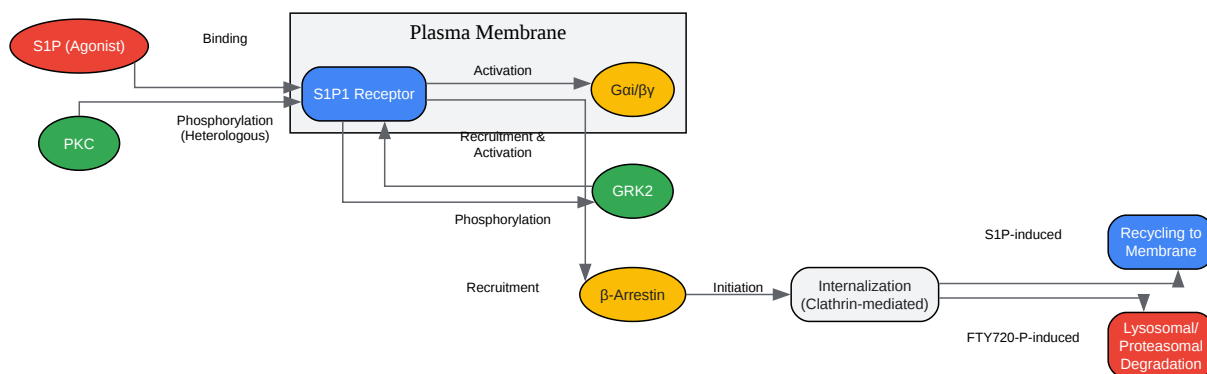 Plasma Membrane
S1P (Agonist)
Binding
Activation
S1P1 Receptor
Gαi/βγ
Phosphorylation
(Heterologous)
PKC
Recruitment &
Activation
GRK2
Phosphorylation
S1P-induced
Recycling to
Membrane
Recruitment
β-Arrestin
Initiation
Internalization
(Clathrin-mediated)
FTY720-P-induced
Lysosomal/
Proteasomal
Degradation